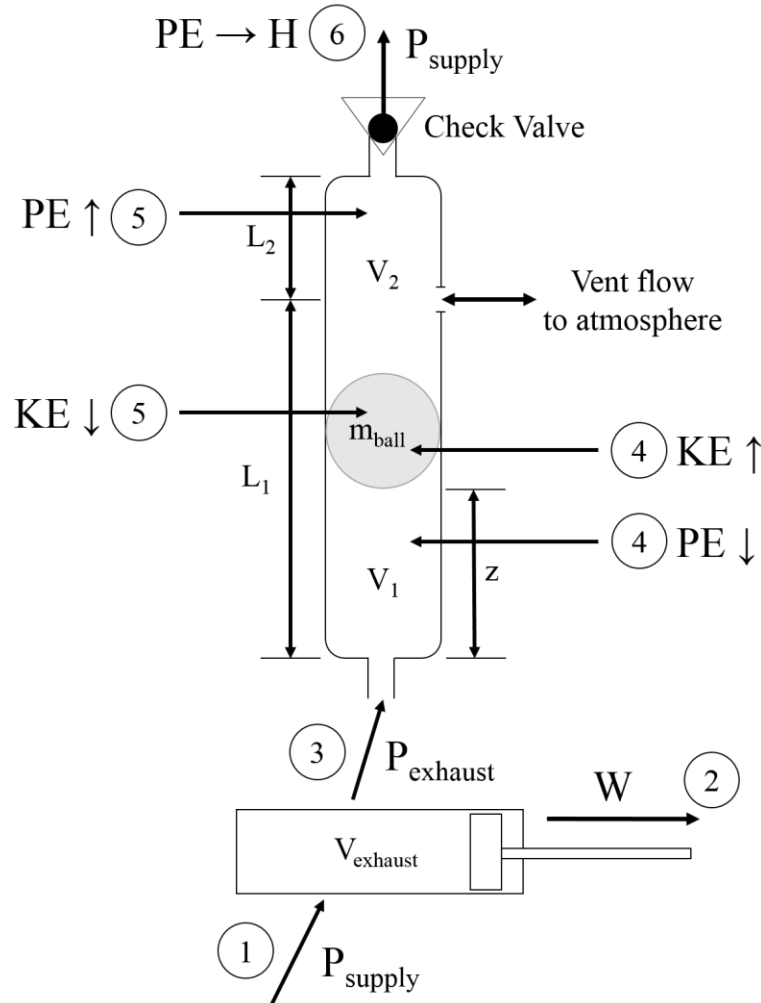 PE → H 6
P_supply
Check Valve
PE ↑ 5
L_2
V_2
Vent flow
to atmosphere
KE ↓ 5
m_ball
4 KE ↑
L_1
4 PE ↓
V_1
z
3
P_exhaust
W
2
V_exhaust
1
P_supply